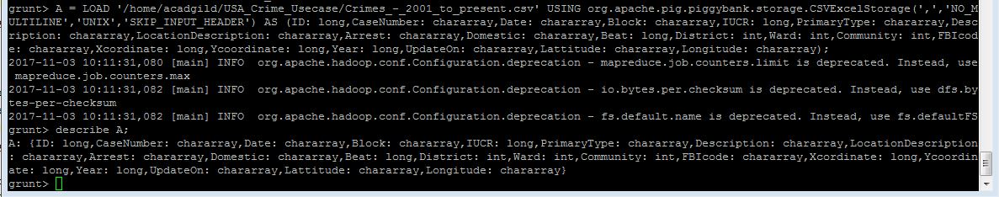 grunt> A = LOAD '/home/acadgild/USA_Crime_Usecase/Crimes_-_2001_to_present.csv' USING org.apache.pig.piggybank.storage.CSVExcelStorage(',','NO_M
ULTILINE','UNIX','SKIP_INPUT_HEADER') AS (ID: long,CaseNumber: chararray,Date: chararray,Block: chararray,IUCR: long,PrimaryType: chararray,Desc
ription: chararray,LocationDescription: chararray,Arrest: chararray,Domestic: chararray,Beat: long,District: int,Ward: int,Community: int,FBIcod
e: chararray,Xcordinate: long,Ycoordinate: long,Year: long,UpdateOn: chararray,Lattitude: chararray,Longitude: chararray);
2017-11-03 10:11:31,080 [main] INFO  org.apache.hadoop.conf.Configuration.deprecation - mapreduce.job.counters.limit is deprecated. Instead, use
 mapreduce.job.counters.max
2017-11-03 10:11:31,082 [main] INFO  org.apache.hadoop.conf.Configuration.deprecation - io.bytes.per.checksum is deprecated. Instead, use dfs.by
tes-per-checksum
2017-11-03 10:11:31,082 [main] INFO  org.apache.hadoop.conf.Configuration.deprecation - fs.default.name is deprecated. Instead, use fs.defaultFS
grunt> describe A;
A: {ID: long,CaseNumber: chararray,Date: chararray,Block: chararray,IUCR: long,PrimaryType: chararray,Description: chararray,LocationDescription
: chararray,Arrest: chararray,Domestic: chararray,Beat: long,District: int,Ward: int,Community: int,FBIcode: chararray,Xcordinate: long,Ycoordin
ate: long,Year: long,UpdateOn: chararray,Lattitude: chararray,Longitude: chararray}
grunt>